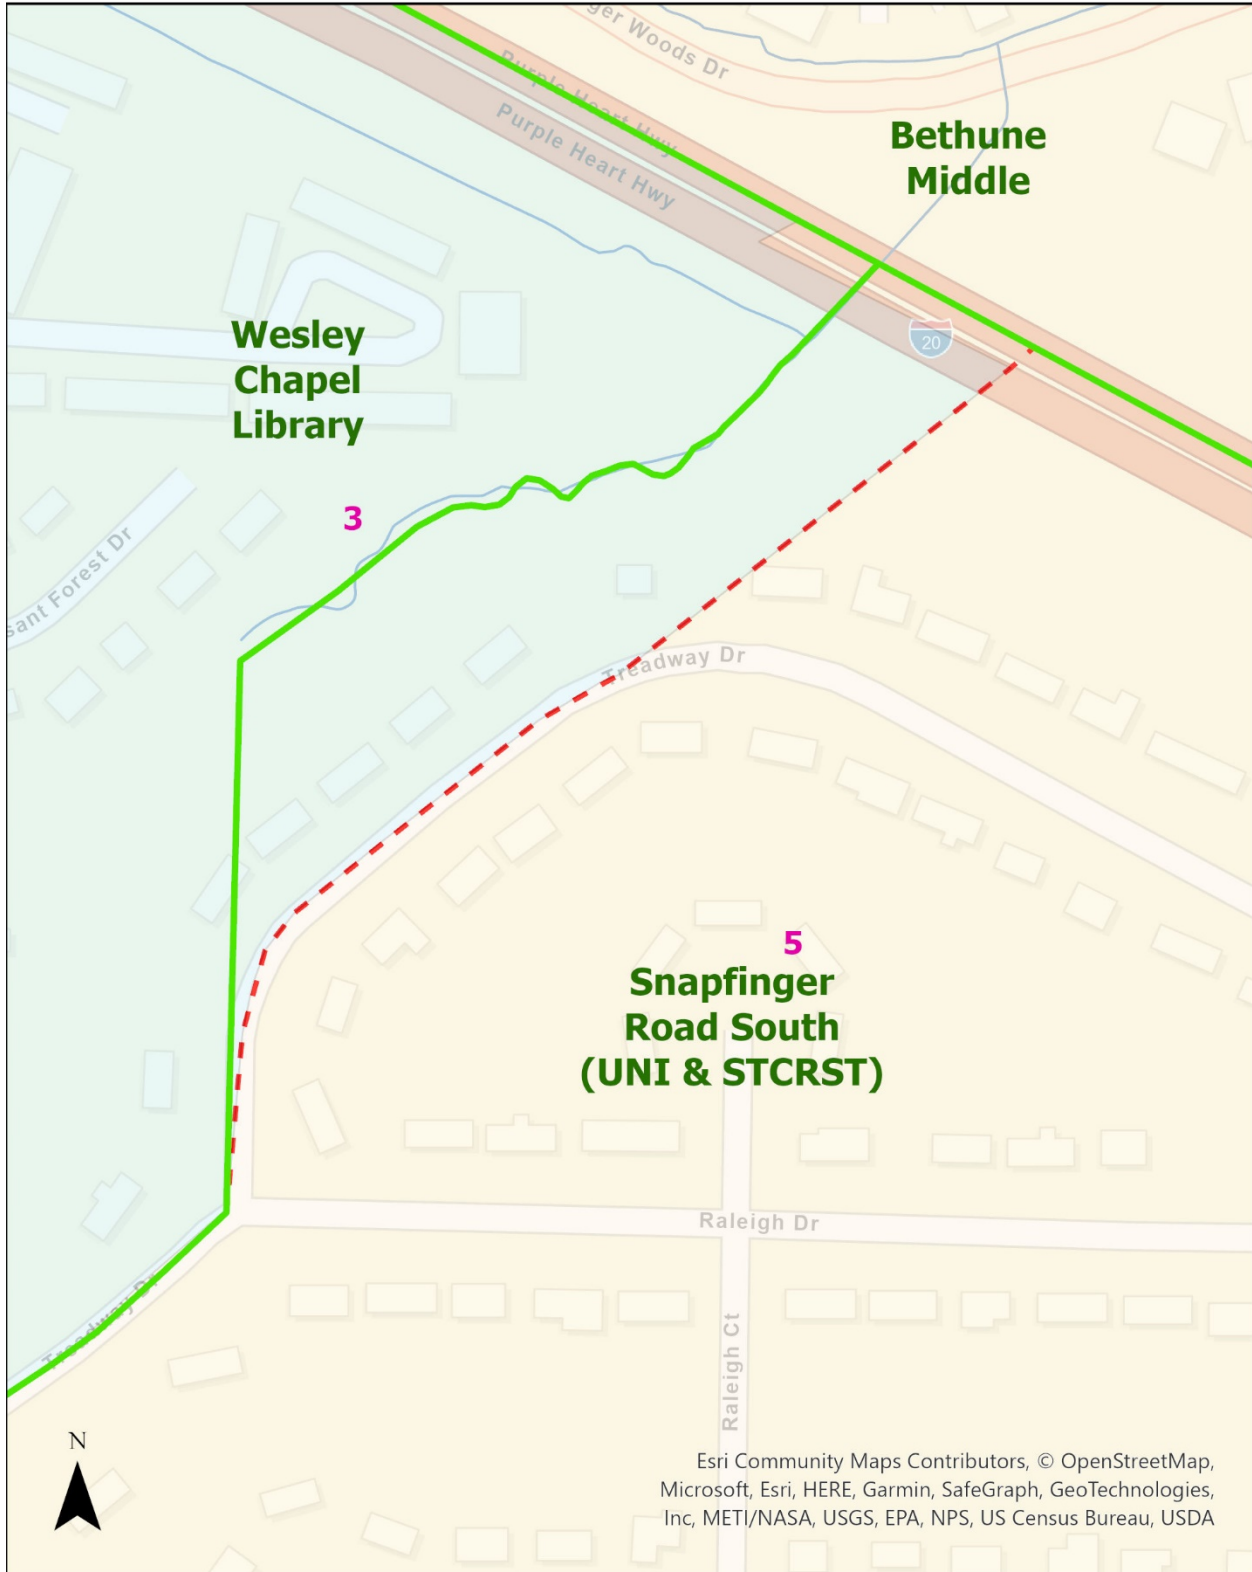 ger Woods Dr
Purple Heart Hwy
Purple Heart Hwy
Bethune
Middle
20
Wesley
Chapel
Library
3
sant Forest Dr
Treadway Dr
5
Snapfinger
Road South
(UNI & STCRST)
Raleigh Dr
Treadway Dr
Raleigh Ct
N
Esri Community Maps Contributors, © OpenStreetMap,
Microsoft, Esri, HERE, Garmin, SafeGraph, GeoTechnologies,
Inc, METI/NASA, USGS, EPA, NPS, US Census Bureau, USDA